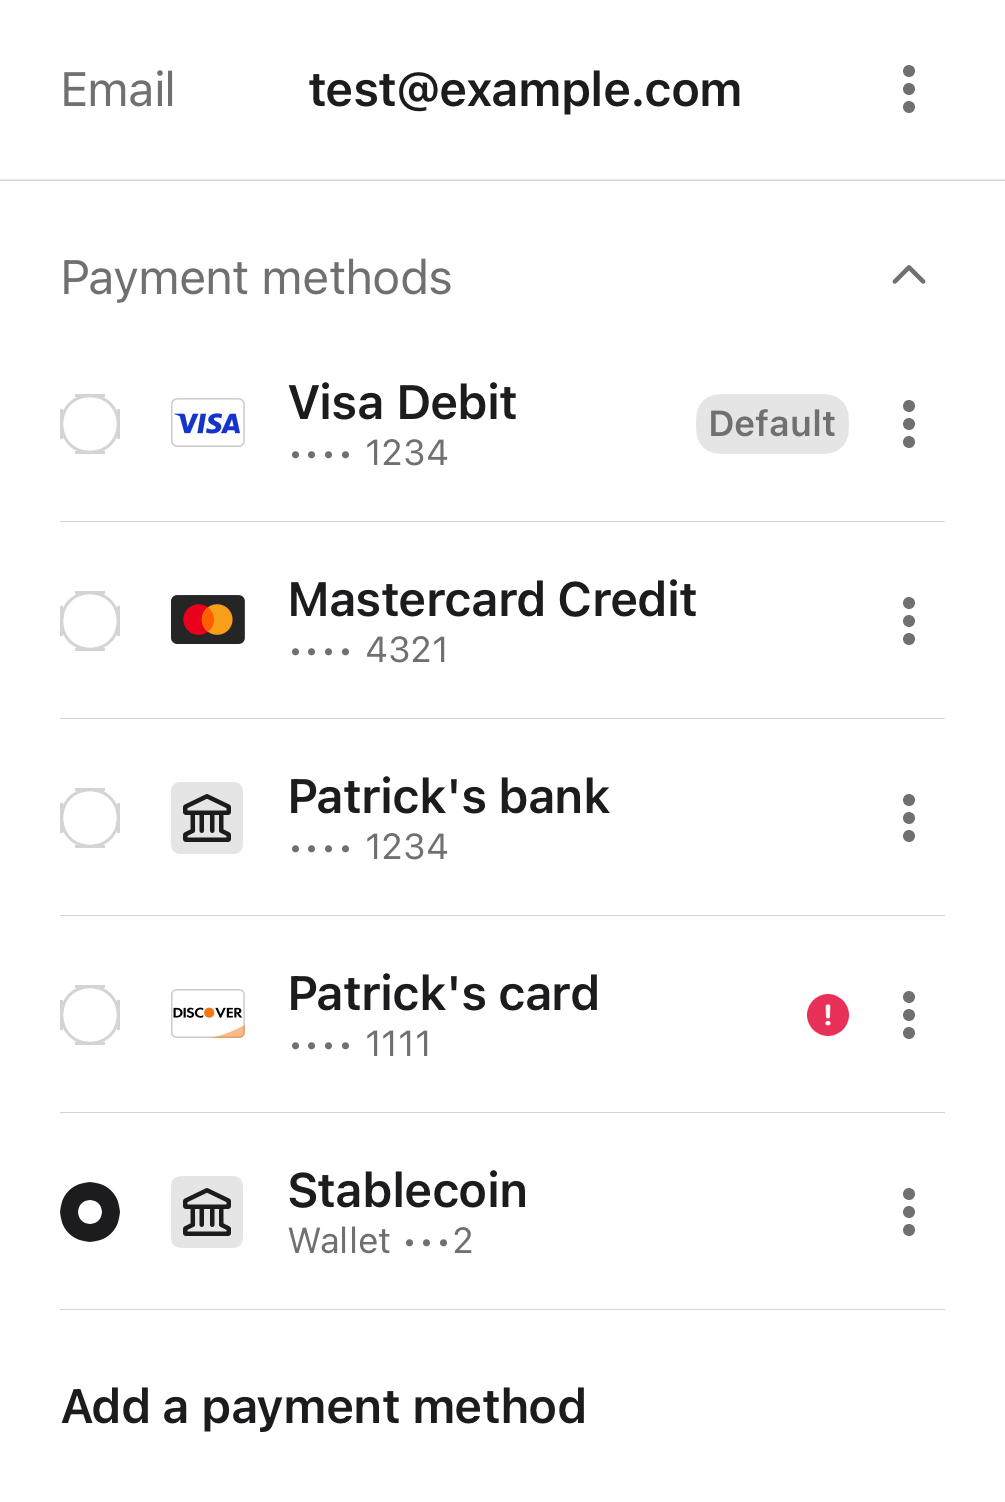 Email test@example.com
Payment methods
VISA Visa Debit Default
•••• 1234
Mastercard Credit
•••• 4321
Patrick's bank
•••• 1234
DISCOVER Patrick's card !
•••• 1111
Stablecoin
Wallet •••2
Add a payment method